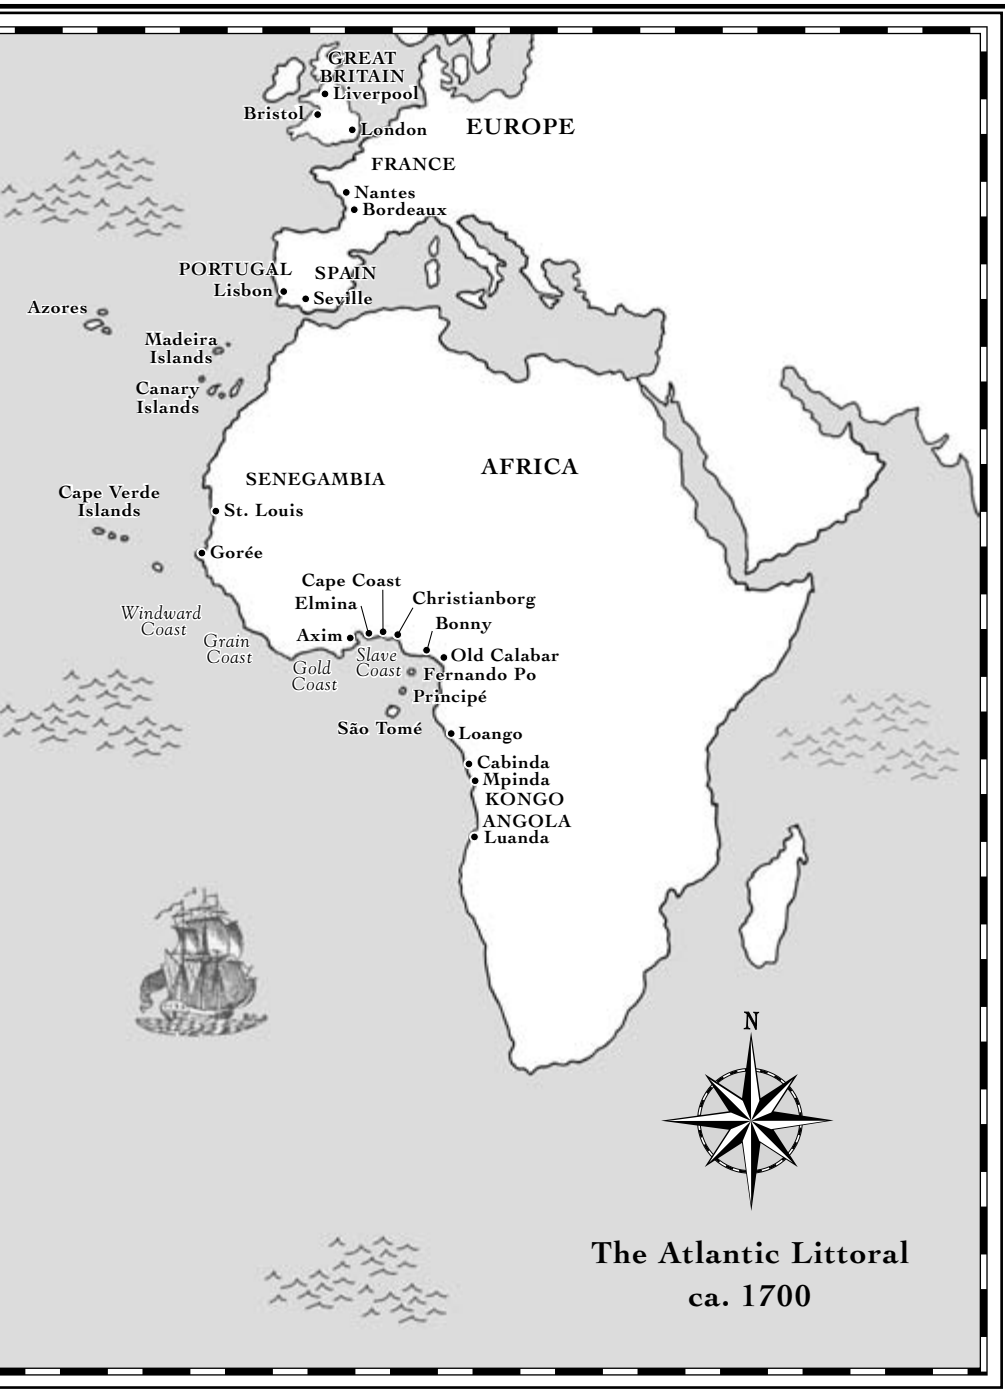 GREAT
BRITAIN
Liverpool
Bristol
London
EUROPE
FRANCE
Nantes
Bordeaux
PORTUGAL
SPAIN
Lisbon
Seville
Azores
Madeira
Islands
Canary
Islands
AFRICA
SENEGAMBIA
Cape Verde
Islands
St. Louis
Gorée
Cape Coast
Elmina
Christianborg
Windward
Coast
Bonny
Axim
Grain
Coast
Slave
Coast
Old Calabar
Gold
Coast
Fernando Po
Principé
São Tomé
Loango
Cabinda
Mpinda
KONGO
ANGOLA
Luanda
N
The Atlantic Littoral
ca. 1700